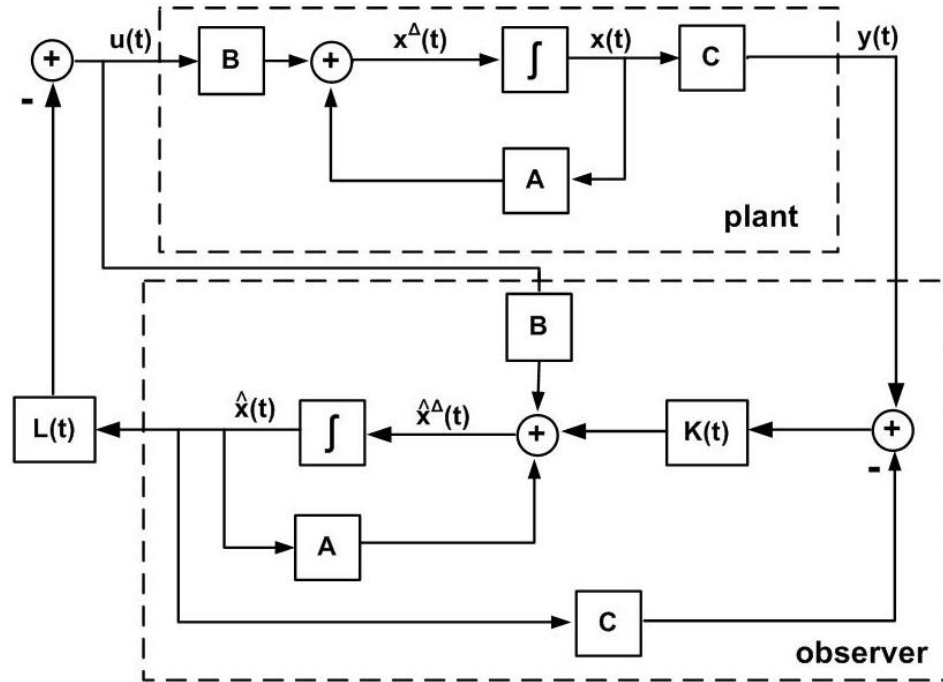 u(t)
B
+
x^Δ(t)
∫
x(t)
C
y(t)
+
-
A
plant
B
L(t)
x̂(t)
∫
x̂^Δ(t)
+
K(t)
+
-
A
C
observer